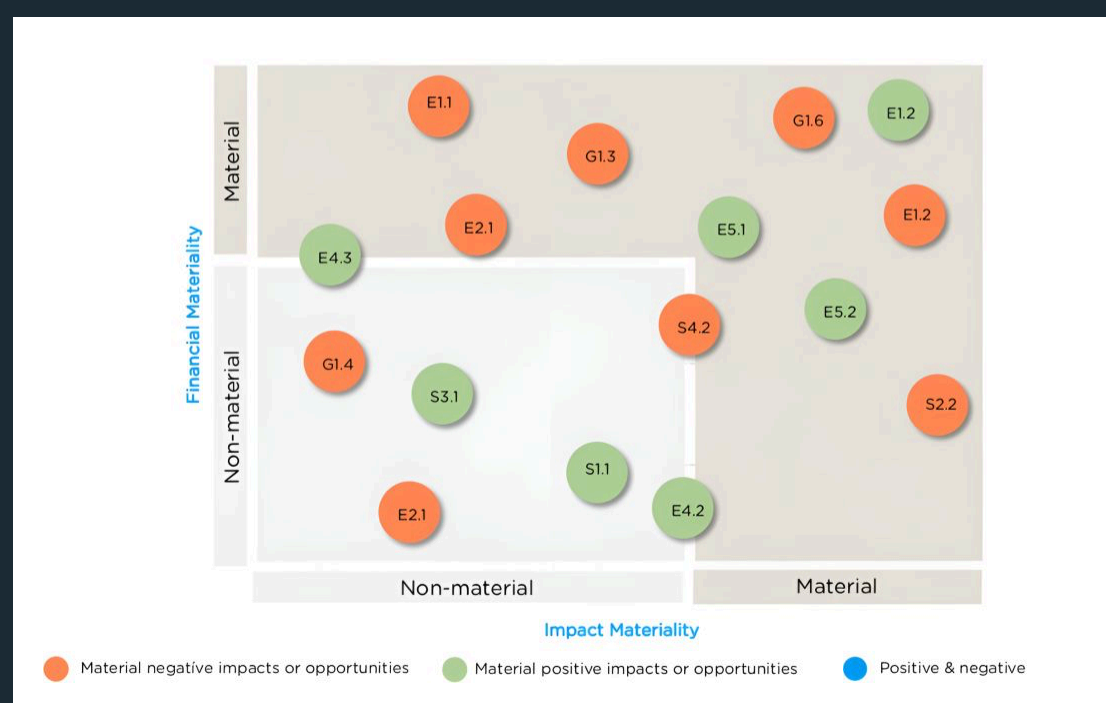 E1.1
G1.6
E1.2
G1.3
E2.1
E5.1
E1.2
E4.3
E5.2
S4.2
G1.4
S3.1
S2.2
S1.1
E4.2
E2.1
Material
Non-material
Financial Materiality
Non-material
Material
Impact Materiality
Material negatíve impacts or opportunities
Material positive impacts or opportunities
Positive & negative